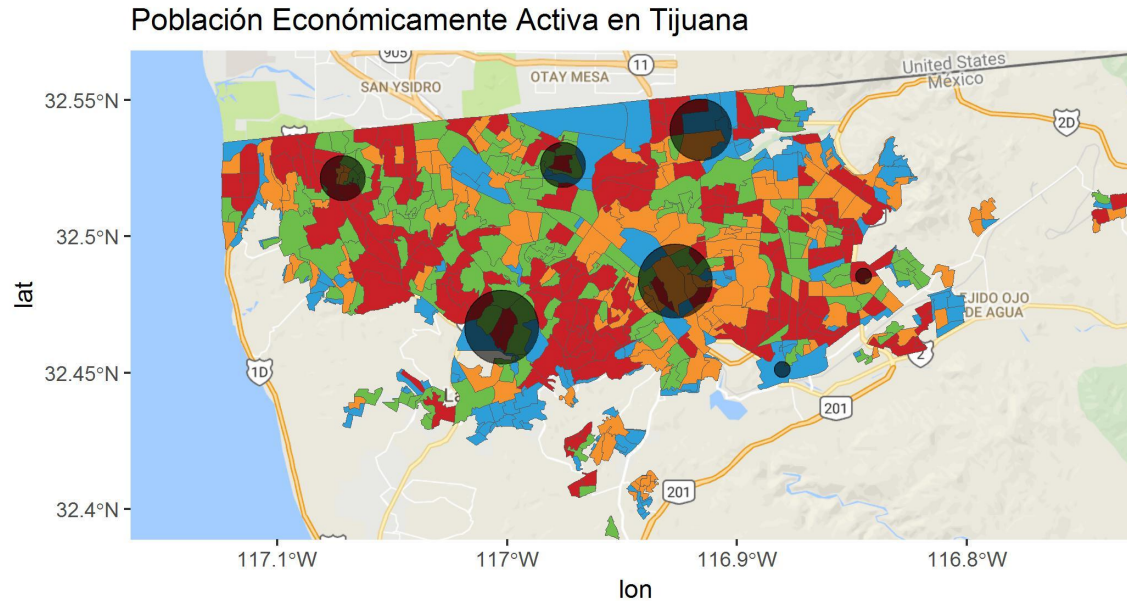 Población Económicamente Activa en Tijuana
905
SAN YSIDRO
OTAY MESA
11
United States
México
2D
32.55°N
32.5°N
lat
EJIDO OJO
DE AGUA
2
32.45°N
1D
La
201
201
32.4°N
117.1°W
117°W
116.9°W
116.8°W
lon